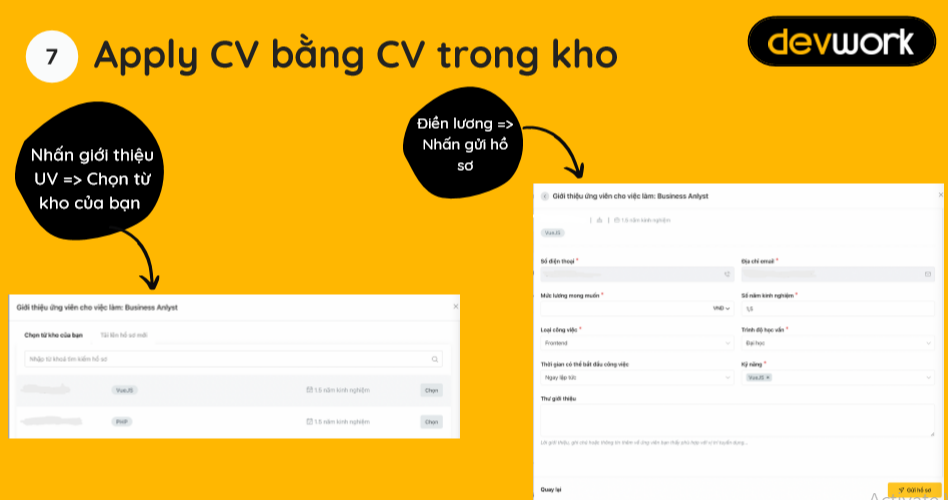 7
Apply CV bằng CV trong kho
devwork
Nhấn giới thiệu
UV => Chọn từ
kho của bạn
Điền lương =>
Nhấn gửi hồ
sơ
Giới thiệu ứng viên cho việc làm: Business Anlyst
Chọn từ kho của bạn Tải lên hồ sơ mới
Nhập từ khoá tìm kiếm hồ sơ
VueJS 1.5 năm kinh nghiệm Chọn
PHP 1.5 năm kinh nghiệm Chọn
Giới thiệu ứng viên cho việc làm: Business Anlyst
1.5 năm kinh nghiệm
VueJS
Số điện thoại * Địa chỉ email *
Mức lương mong muốn * Số năm kinh nghiệm *
VND 1,5
Loại công việc * Trình độ học vấn *
Frontend Đại học
Thời gian có thể bắt đầu công việc Kỹ năng *
Ngay lập tức VueJS ×
Thư giới thiệu
Quay lại Gửi hồ sơ